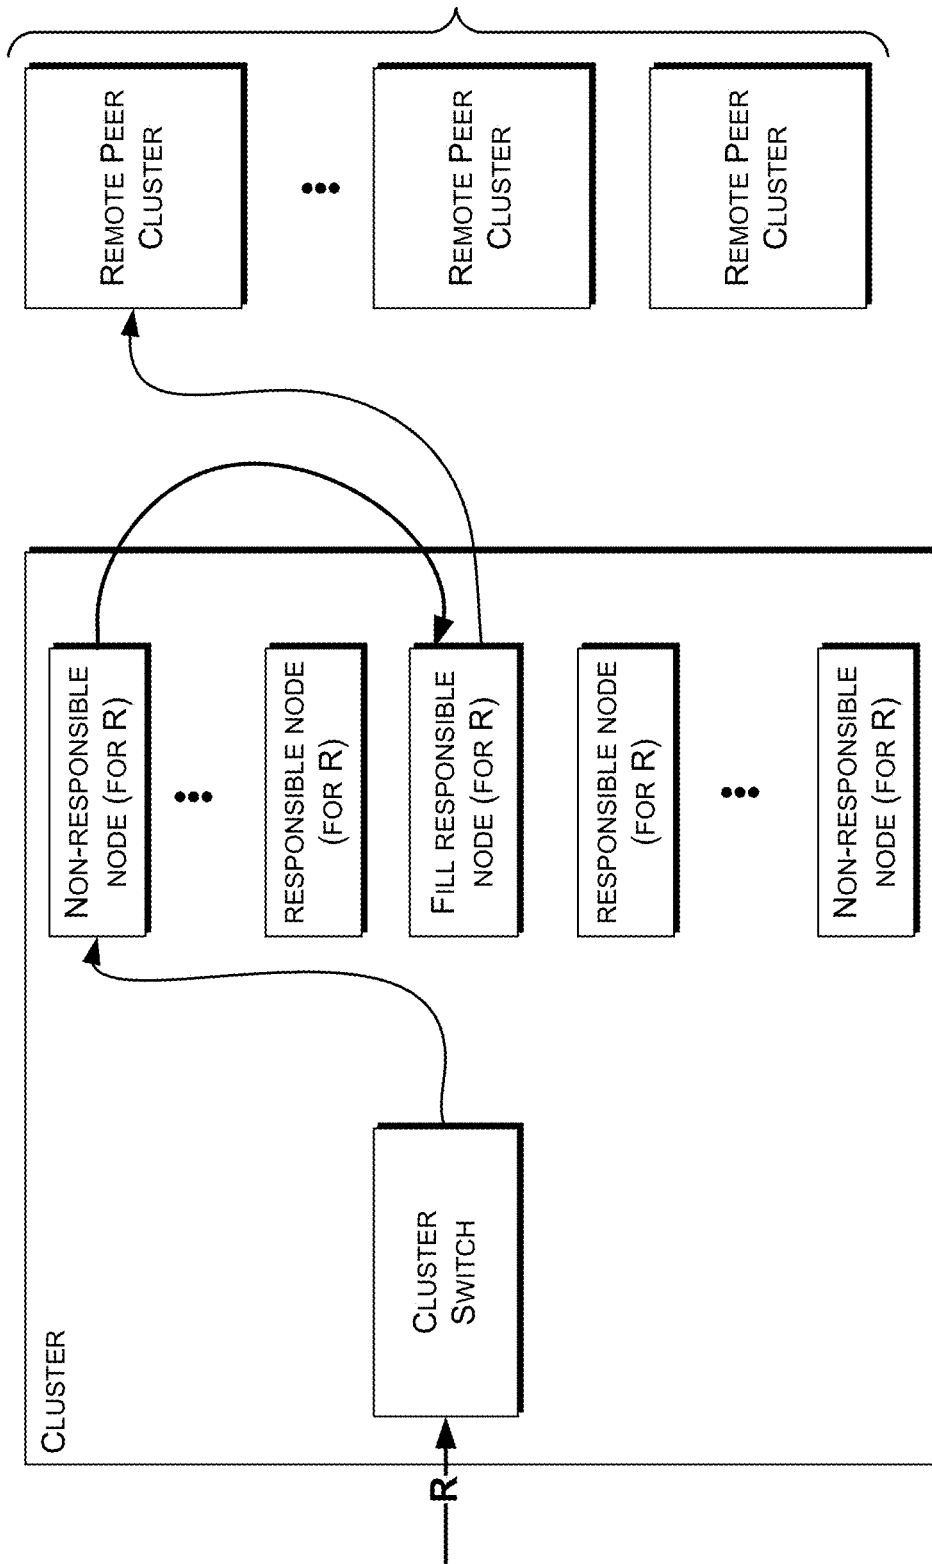 CLUSTER
R
CLUSTER
SWITCH
NON-RESPONSIBLE
NODE (FOR R)
RESPONSIBLE NODE
(FOR R)
FILL RESPONSIBLE
NODE (FOR R)
RESPONSIBLE NODE
(FOR R)
NON-RESPONSIBLE
NODE (FOR R)
REMOTE PEER
CLUSTER
REMOTE PEER
CLUSTER
REMOTE PEER
CLUSTER